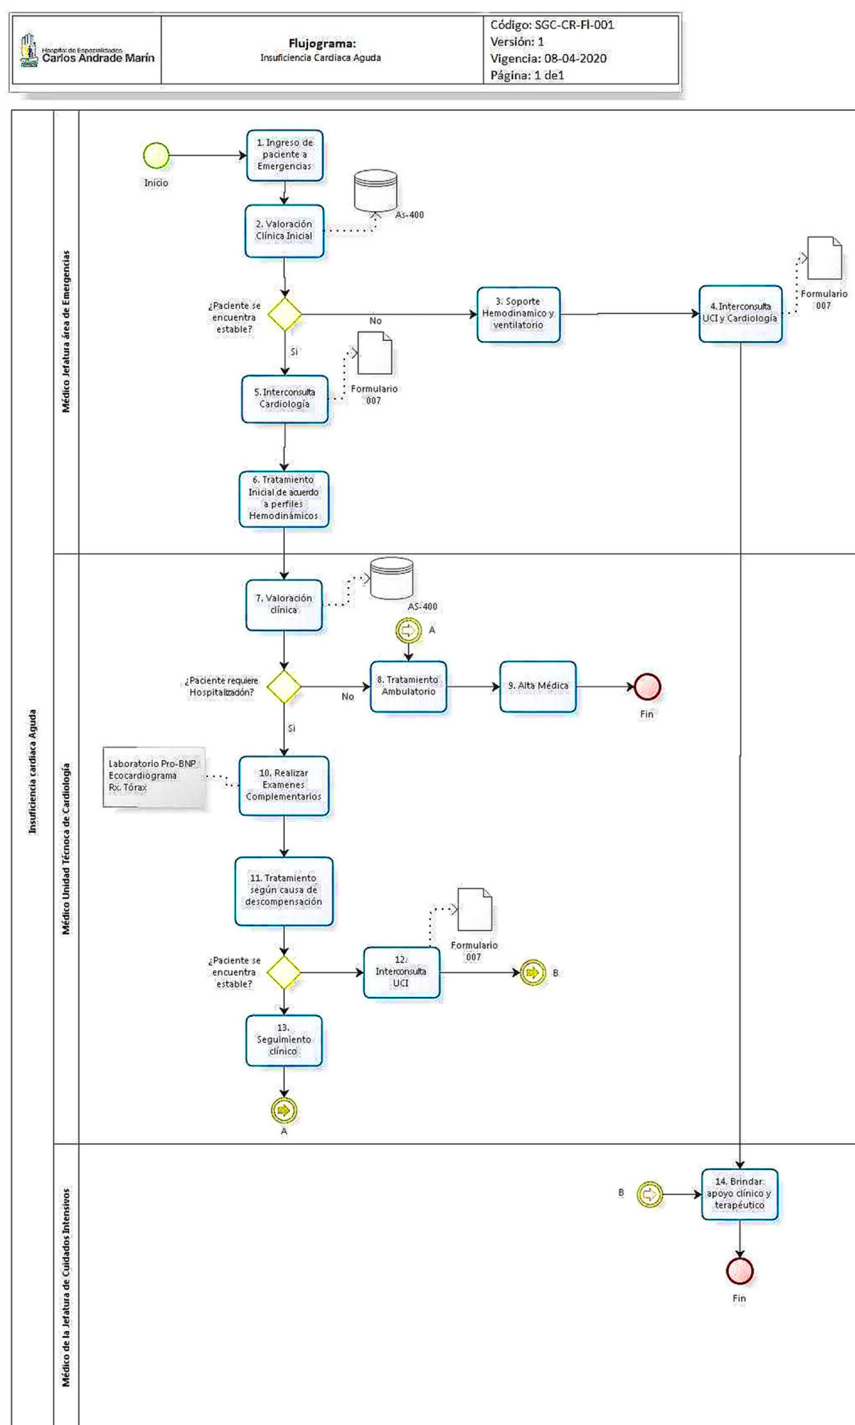 Hospital de Especialidades
Carlos Andrade Marín
Flujograma:
Insuficiencia Cardiaca Aguda
Código: SGC-CR-Fl-001
Versión: 1
Vigencia: 08-04-2020
Página: 1 de1
Insuficiencia cardiaca Aguda
Médico Jefatura área de Emergencias
Inicio
1. Ingreso de
paciente a
Emergencias
2. Valoración
Clínica Inicial
As-400
¿Paciente se
encuentra
estable?
No
Si
3. Soporte
Hemodinamico y
ventilatorio
4. Interconsulta
UCI y Cardiología
Formulario
007
5. Interconsulta
Cardiología
Formulario
007
6. Tratamiento
Inicial de acuerdo
a perfiles
Hemodinámicos
Médico Unidad Técnoca de Cardiología
7. Valoración
clínica
AS-400
A
¿Paciente requiere
Hospitalización?
No
Si
8. Tratamiento
Ambulatorio
9. Alta Médica
Fin
Laboratorio Pro-BNP
Ecocardiograma
Rx. Tórax
10. Realizar
Examenes
Complementarios
11. Tratamiento
según causa de
descompensación
¿Paciente se
encuentra
estable?
12.
Interconsulta
UCI
Formulario
007
B
13.
Seguimiento
clínico
A
Médico de la Jefatura de Cuidados Intensivos
B
14. Brindar
apoyo clínico y
terapéutico
Fin